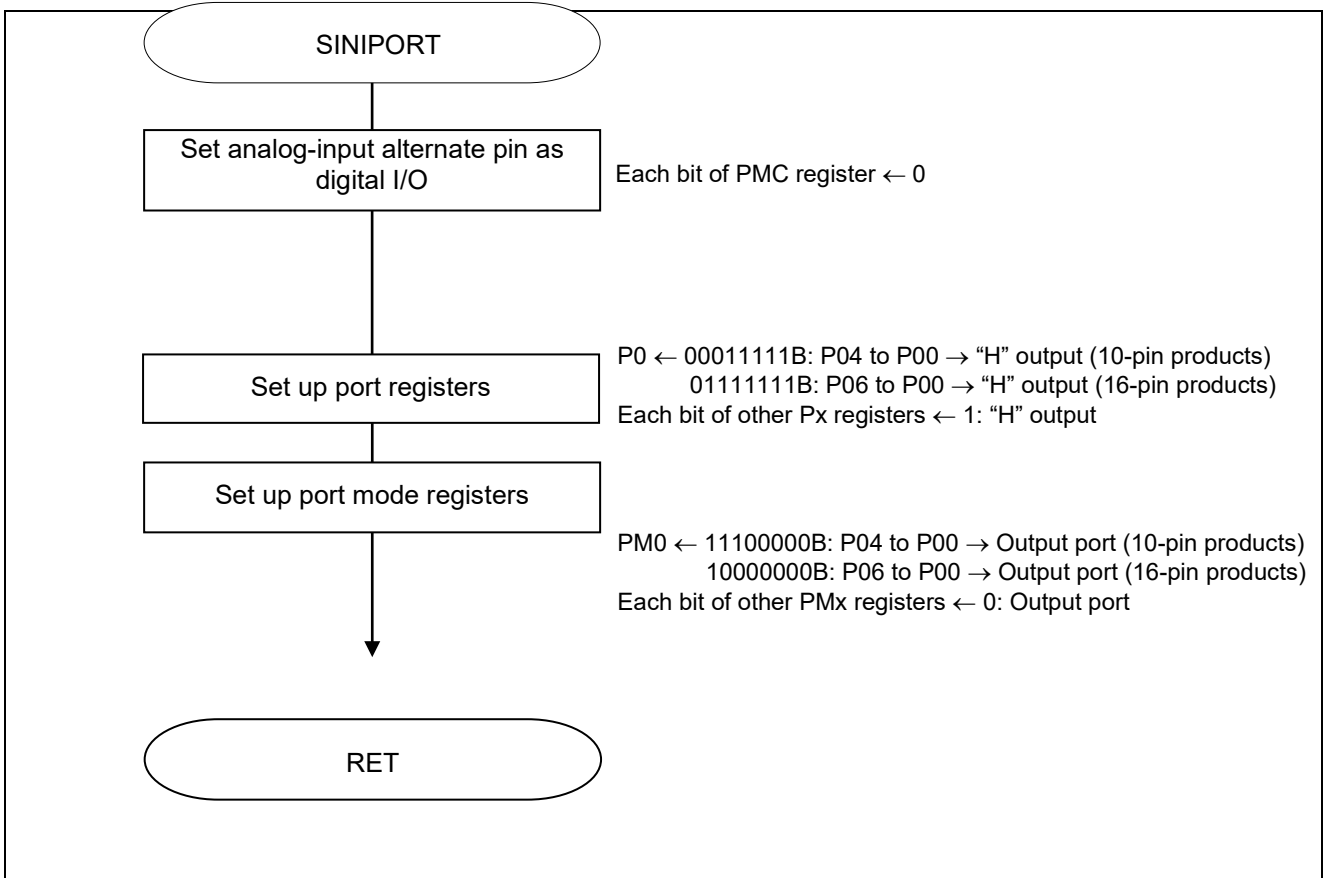 SINIPORT
Set analog-input alternate pin as
digital I/O
Each bit of PMC register ← 0
Set up port registers
P0 ← 00011111B: P04 to P00 → “H” output (10-pin products)
01111111B: P06 to P00 → “H” output (16-pin products)
Each bit of other Px registers ← 1: “H” output
Set up port mode registers
PM0 ← 11100000B: P04 to P00 → Output port (10-pin products)
10000000B: P06 to P00 → Output port (16-pin products)
Each bit of other PMx registers ← 0: Output port
RET